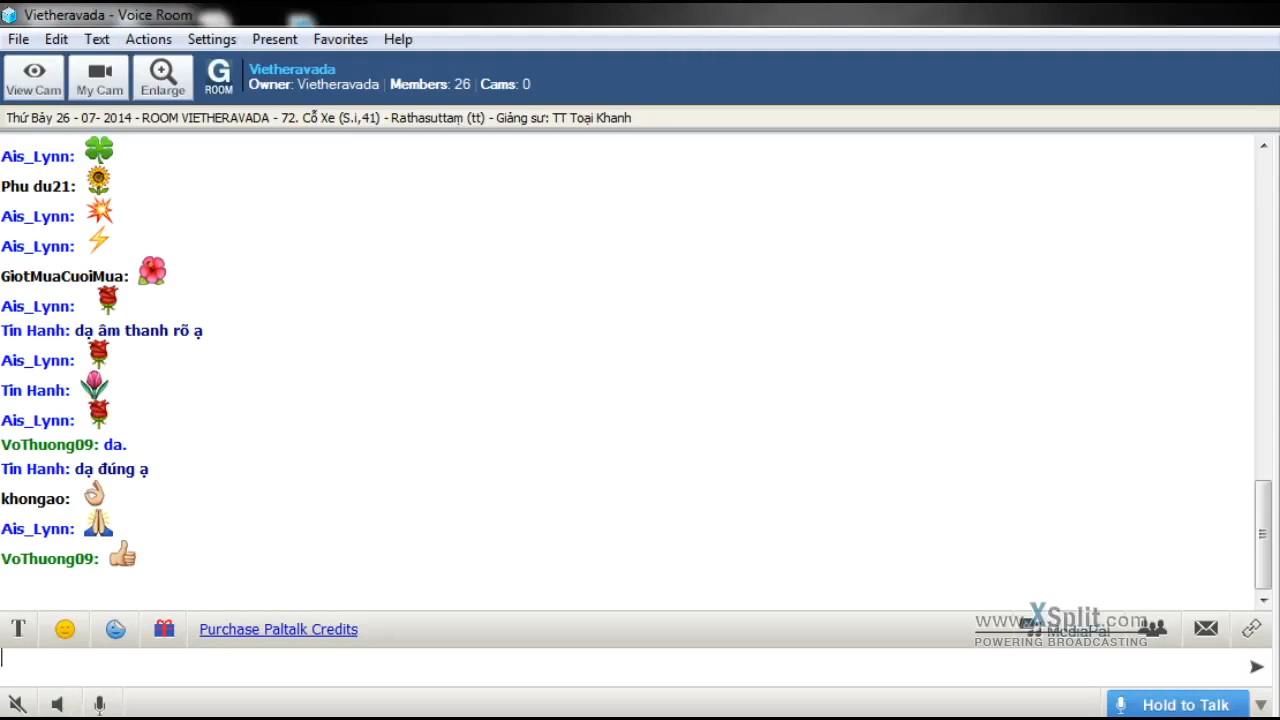 Vietheravada - Voice Room
File Edit Text Actions Settings Present Favorites Help
View Cam My Cam Enlarge G ROOM
Vietheravada
Owner: Vietheravada | Members: 26 | Cams: 0
Thứ Bảy 26 - 07- 2014 - ROOM VIETHERAVADA - 72. Cỗ Xe (S.i,41) - Rathasuttaṃ (tt) - Giảng sư: TT Toại Khanh
Ais_Lynn:
Phu du21:
Ais_Lynn:
Ais_Lynn:
GiotMuaCuoiMua:
Ais_Lynn:
Tin Hanh: dạ âm thanh rõ ạ
Ais_Lynn:
Tin Hanh:
Ais_Lynn:
VoThuong09: da.
Tin Hanh: dạ đúng ạ
khongao:
Ais_Lynn:
VoThuong09:
T Purchase Paltalk Credits
www.XSplit.com
MediaPal
POWERING BROADCASTING
Hold to Talk